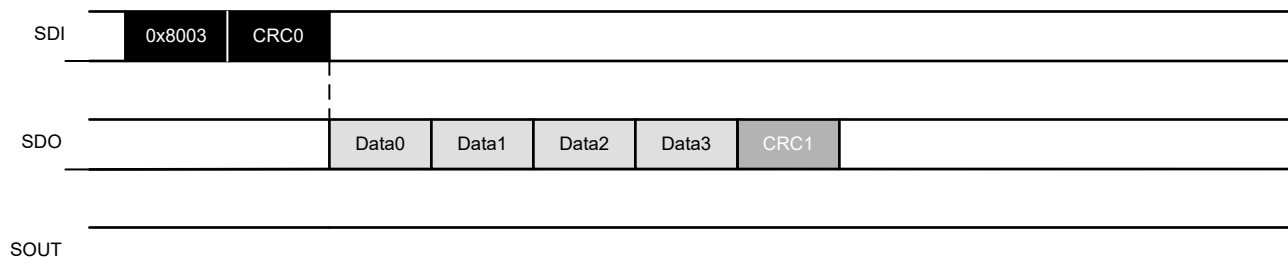 SDI 0x8003 CRC0
SDO Data0 Data1 Data2 Data3 CRC1
SOUT